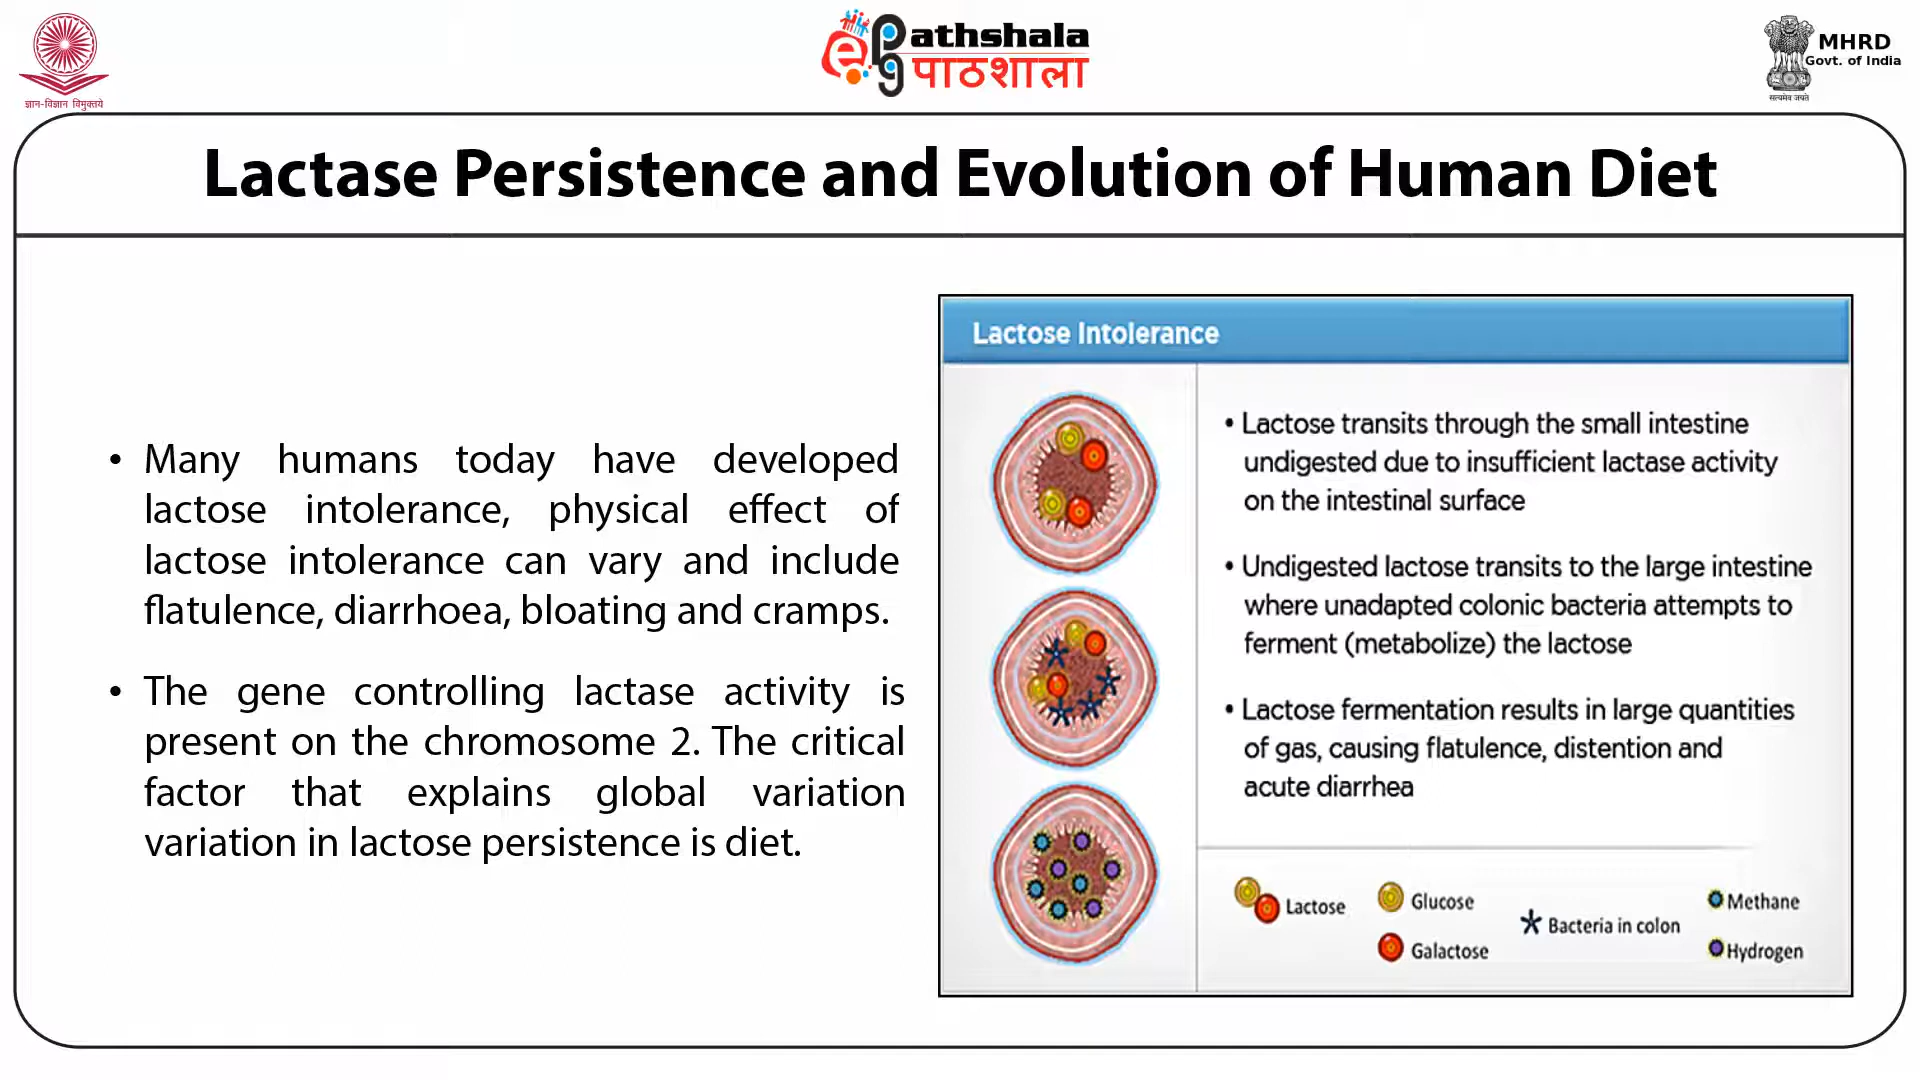 ज्ञान-विज्ञान विमुक्तये
ePathshala
पाठशाला
MHRD
Govt. of India
सत्यमेव जयते
Lactase Persistence and Evolution of Human Diet
• Many humans today have developed
lactose intolerance, physical effect of
lactose intolerance can vary and include
flatulence, diarrhoea, bloating and cramps.
• The gene controlling lactase activity is
present on the chromosome 2. The critical
factor that explains global variation
variation in lactose persistence is diet.
Lactose Intolerance
• Lactose transits through the small intestine
undigested due to insufficient lactase activity
on the intestinal surface
• Undigested lactose transits to the large intestine
where unadapted colonic bacteria attempts to
ferment (metabolize) the lactose
• Lactose fermentation results in large quantities
of gas, causing flatulence, distention and
acute diarrhea
Lactose
Glucose
Galactose
Bacteria in colon
Methane
Hydrogen